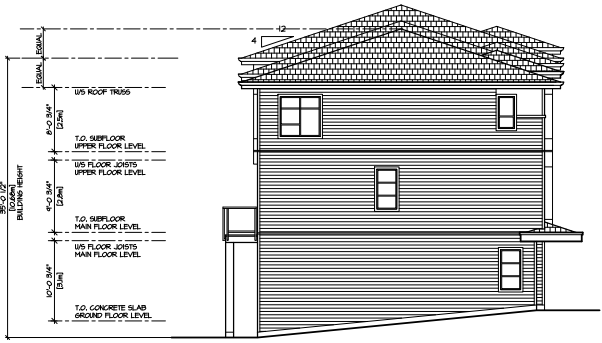 12
4
EQUAL
EQUAL
U/S ROOF TRUSS
8'-0 3/4"
[2.5m]
T.O. SUBFLOOR
UPPER FLOOR LEVEL
U/S FLOOR JOISTS
UPPER FLOOR LEVEL
9'-0 3/4"
[2.8m]
T.O. SUBFLOOR
MAIN FLOOR LEVEL
U/S FLOOR JOISTS
MAIN FLOOR LEVEL
10'-0 3/4"
[3.1m]
T.O. CONCRETE SLAB
GROUND FLOOR LEVEL
35'-0 1/2"
[10.68m]
BUILDING HEIGHT